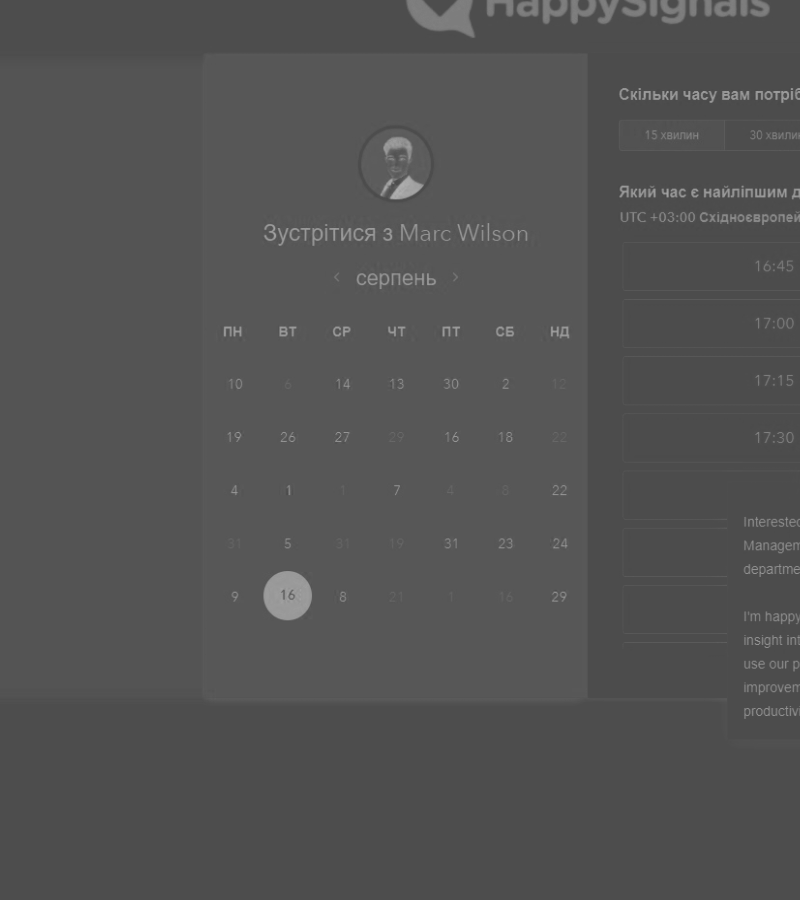 HappySignals
Зустрітися з Marc Wilson
серпень
ПН ВТ СР ЧТ ПТ СБ НД
10 6 14 13 30 2 12
19 26 27 29 16 18 22
4 1 1 7 4 8 22
31 5 31 19 31 23 24
9 16 8 21 1 16 29
Скільки часу вам потріб
15 хвилин 30 хвилин
Який час є найліпшим д
UTC +03:00 Східноєвропей
16:45
17:00
17:15
17:30
Interested
Managem
departme
I'm happy
insight int
use our p
improvem
productivi